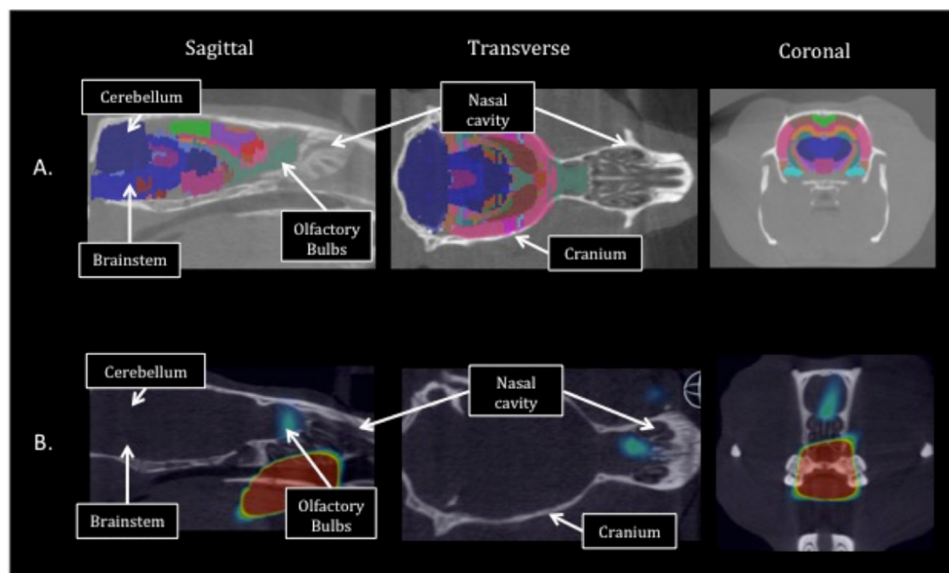 Sagittal
Transverse
Coronal
A.
Cerebellum
Nasal
cavity
Brainstem
Olfactory
Bulbs
Cranium
B.
Cerebellum
Nasal
cavity
Brainstem
Olfactory
Bulbs
Cranium